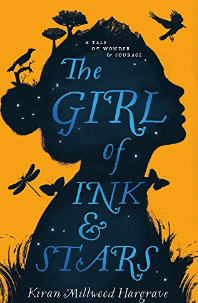 A TALE
OF WONDER
& COURAGE
The
GIRL
of
INK
&
STARS
Kiran Millwood Hargrave